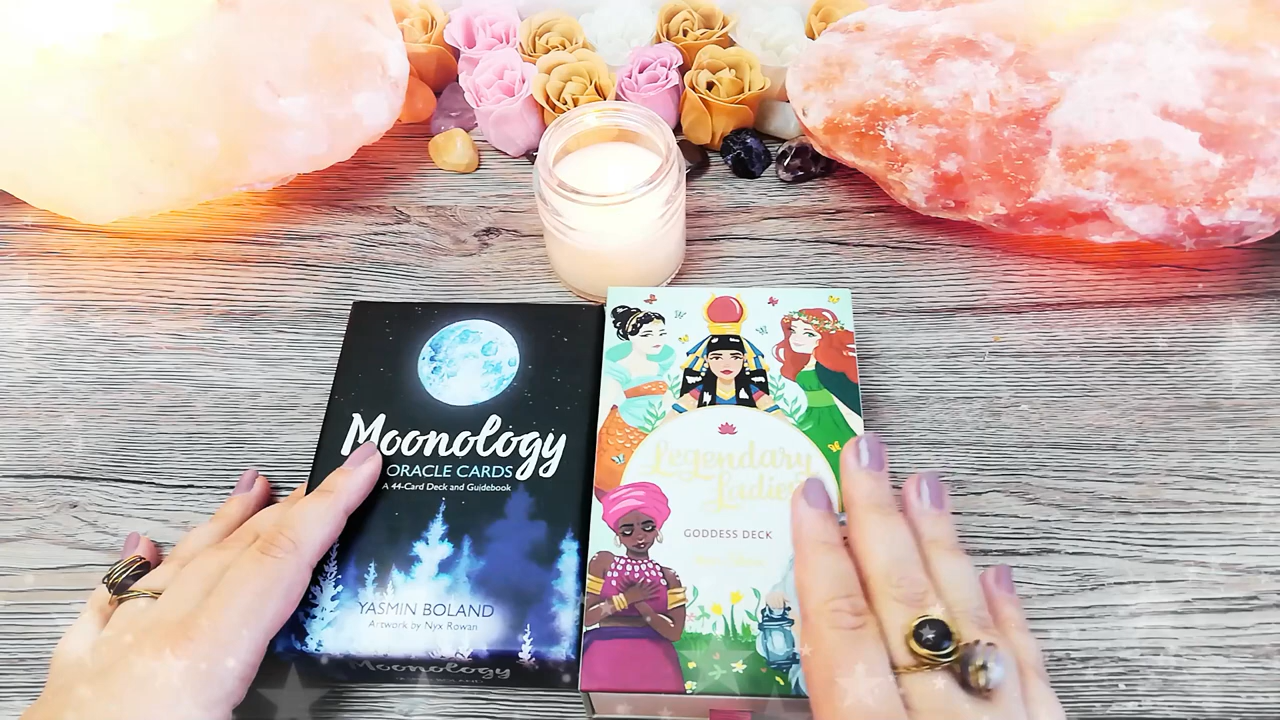 Moonology
ORACLE CARDS
A 44-Card Deck and Guidebook
YASMIN BOLAND
Artwork by Nyx Rowan
Moonology
Legendary
Ladies
GODDESS DECK